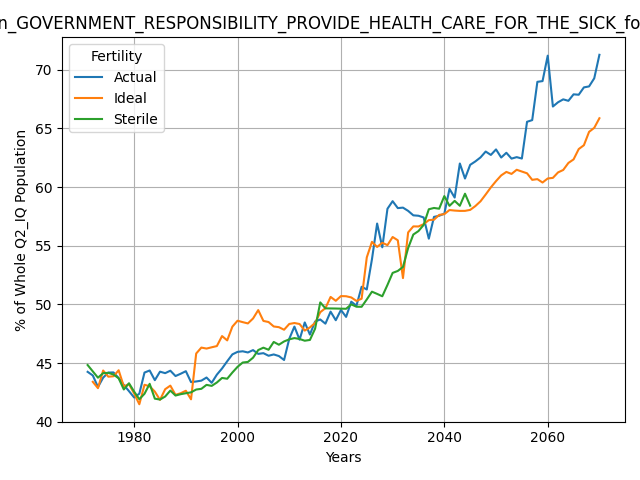 n_GOVERNMENT_RESPONSIBILITY_PROVIDE_HEALTH_CARE_FOR_THE_SICK_fo
Fertility
Actual
Ideal
Sterile
% of Whole Q2_IQ Population
70
65
60
55
50
45
40
1980
2000
2020
2040
2060
Years